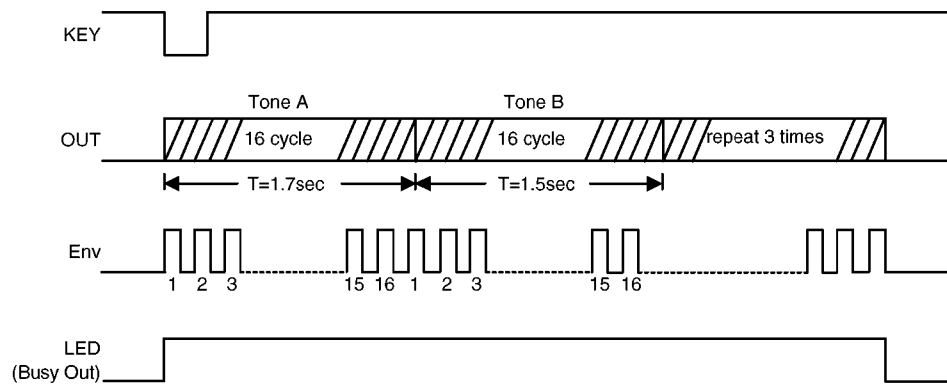 KEY
Tone A Tone B
OUT 16 cycle 16 cycle repeat 3 times
T=1.7sec T=1.5sec
Env
1 2 3 15 16 1 2 3 15 16
LED
(Busy Out)